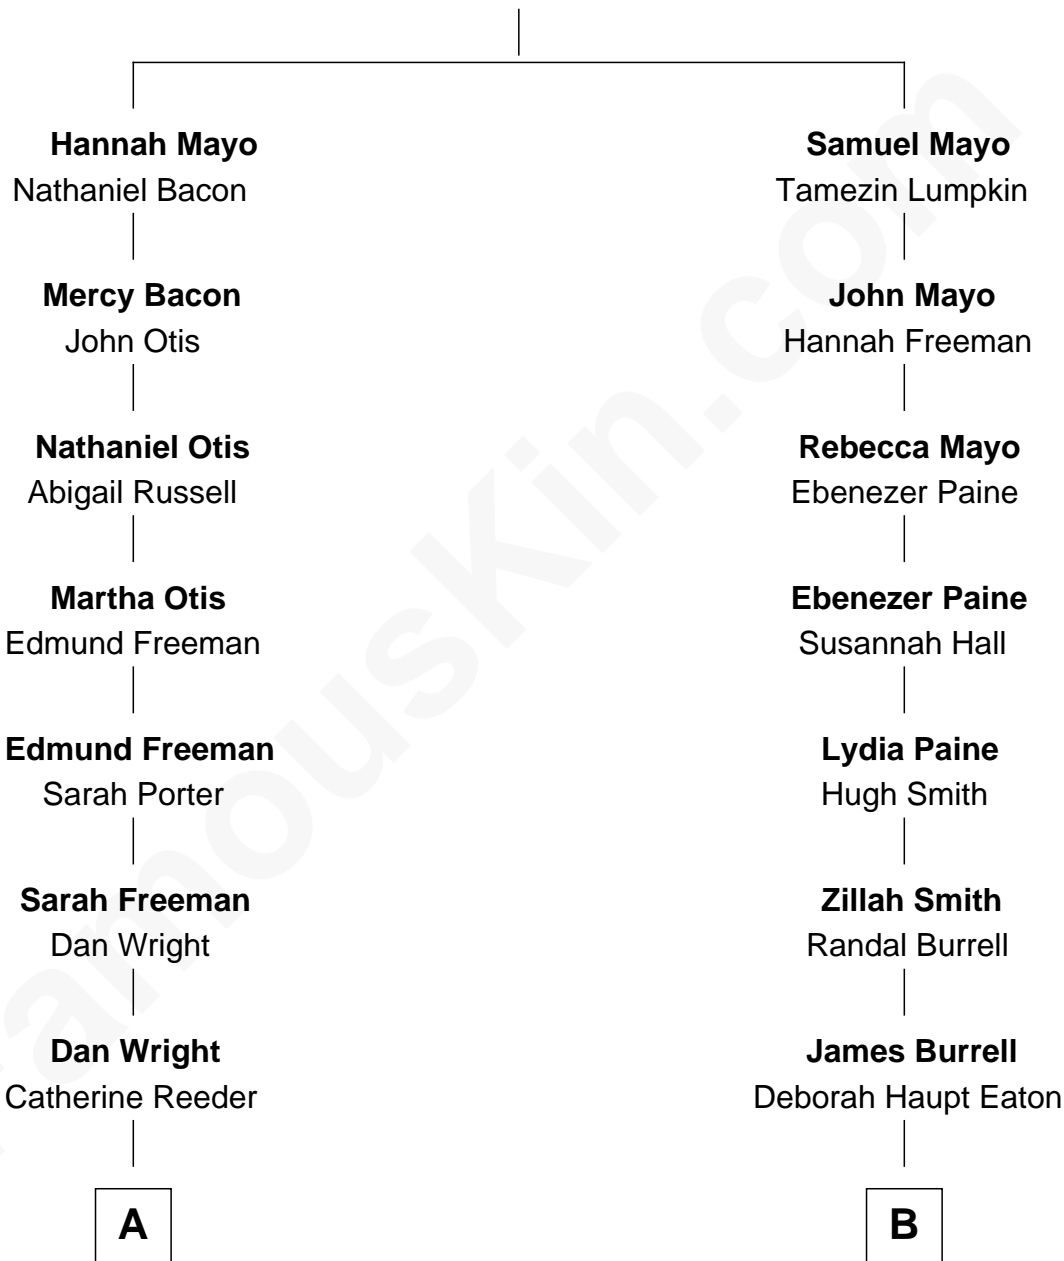 Hannah Mayo
Nathaniel Bacon
Mercy Bacon
John Otis
Nathaniel Otis
Abigail Russell
Martha Otis
Edmund Freeman
Edmund Freeman
Sarah Porter
Sarah Freeman
Dan Wright
Dan Wright
Catherine Reeder
A
Samuel Mayo
Tamezin Lumpkin
John Mayo
Hannah Freeman
Rebecca Mayo
Ebenezer Paine
Ebenezer Paine
Susannah Hall
Lydia Paine
Hugh Smith
Zillah Smith
Randal Burrell
James Burrell
Deborah Haupt Eaton
B
FamousKin.com